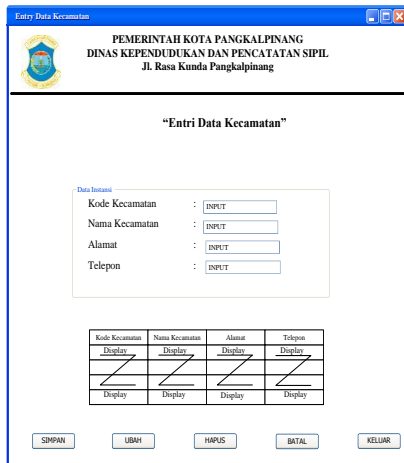 Entry Data Kecamatan
PEMERINTAH KOTA PANGKALPINANG
DINAS KEPENDUDUKAN DAN PENCATATAN SIPIL
Jl. Rasa Kunda Pangkalpinang
“Entri Data Kecamatan”
Data Instansi
Kode Kecamatan : INPUT
Nama Kecamatan : INPUT
Alamat : INPUT
Telepon : INPUT
Kode Kecamatan Nama Kecamatan Alamat Telepon
Display Display Display Display
Display Display Display Display
SIMPAN UBAH HAPUS BATAL KELUAR